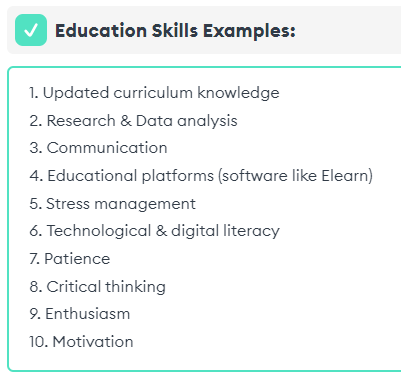 Education Skills Examples:
1. Updated curriculum knowledge
2. Research & Data analysis
3. Communication
4. Educational platforms (software like Elearn)
5. Stress management
6. Technological & digital literacy
7. Patience
8. Critical thinking
9. Enthusiasm
10. Motivation